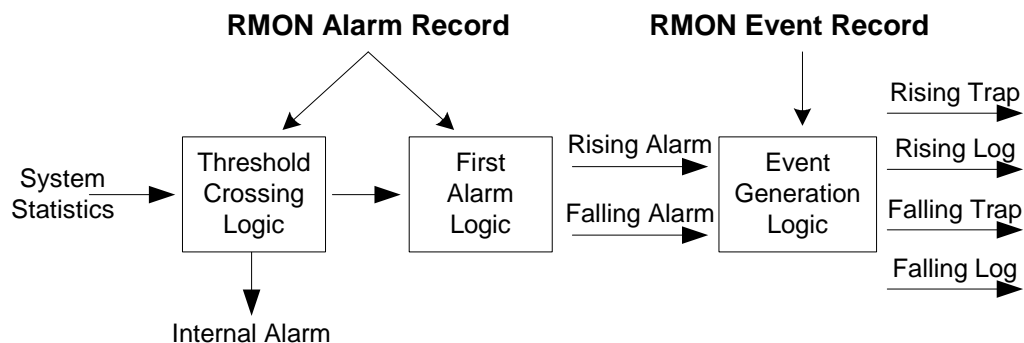 RMON Alarm Record
RMON Event Record
System
Statistics
Threshold
Crossing
Logic
First
Alarm
Logic
Rising Alarm
Falling Alarm
Event
Generation
Logic
Rising Trap
Rising Log
Falling Trap
Falling Log
Internal Alarm